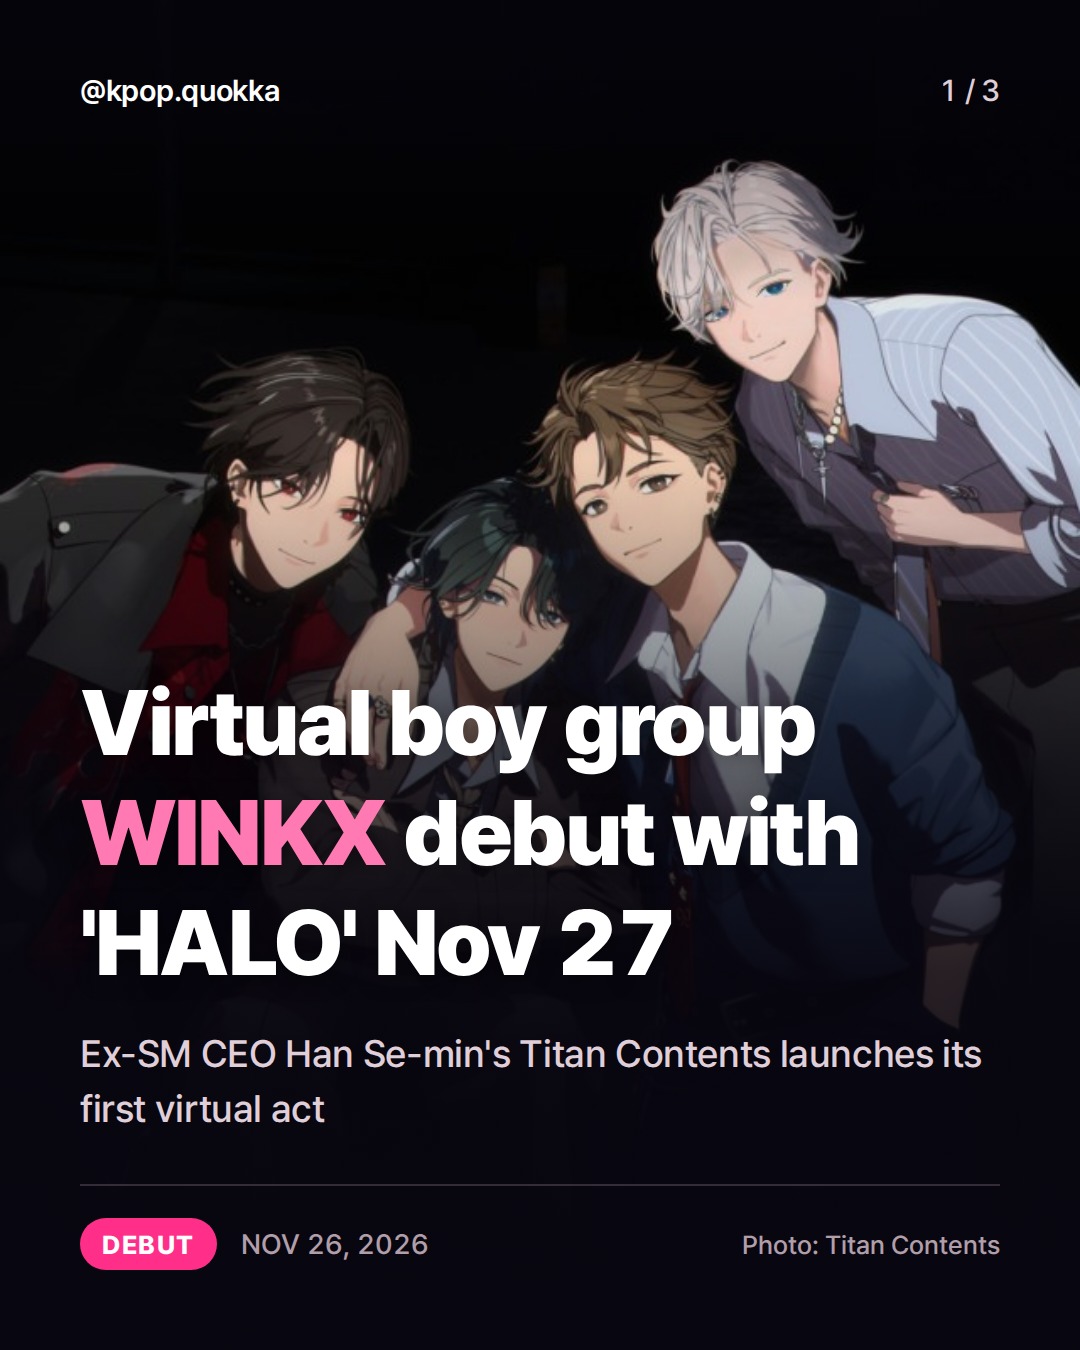 @kpop.quokka
1 / 3
Virtual boy group
WINKX debut with
'HALO' Nov 27
Ex-SM CEO Han Se-min's Titan Contents launches its
first virtual act
DEBUT
NOV 26, 2026
Photo: Titan Contents